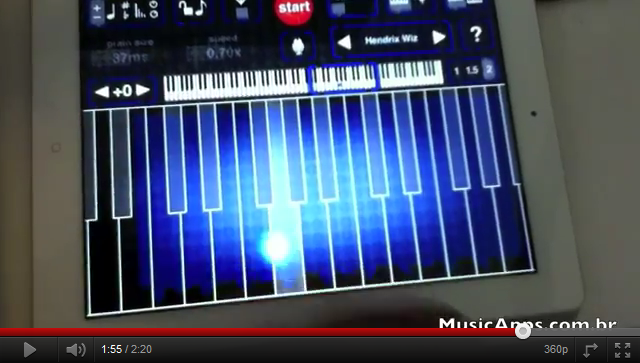 start
grain size
speed
37ms
0.70x
Hendrix Wiz
?
+0
1 1.5 2
MusicApps.com.br
1:55 / 2:20
360p